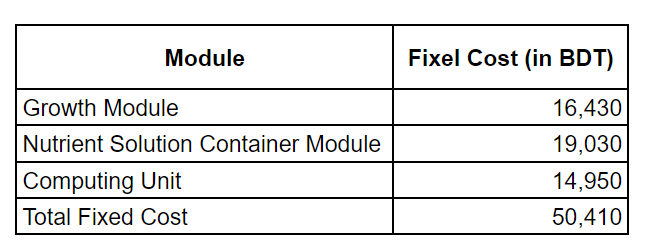 Module Fixel Cost (in BDT)
Growth Module 16,430
Nutrient Solution Container Module 19,030
Computing Unit 14,950
Total Fixed Cost 50,410